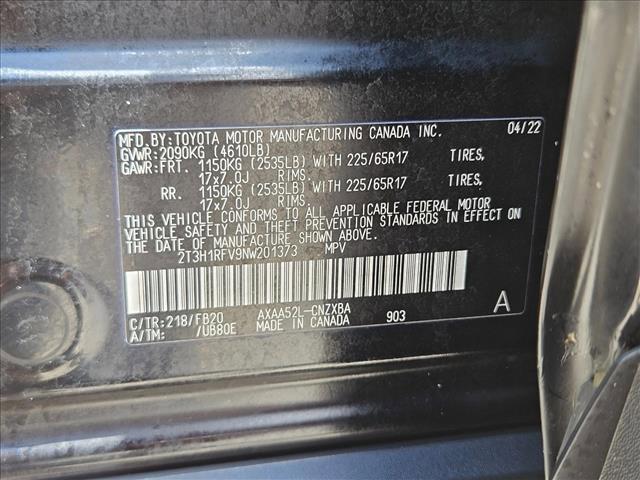 MFD.BY:TOYOTA MOTOR MANUFACTURING CANADA INC. 04/22
GVWR:2090KG (4610LB)
GAWR:FRT. 1150KG (2535LB) WITH 225/65R17 TIRES,
17x7.0J RIMS.
RR. 1150KG (2535LB) WITH 225/65R17 TIRES,
17x7.0J RIMS.
THIS VEHICLE CONFORMS TO ALL APPLICABLE FEDERAL MOTOR
VEHICLE SAFETY AND THEFT PREVENTION STANDARDS IN EFFECT ON
THE DATE OF MANUFACTURE SHOWN ABOVE.
2T3H1RFV9NW201373 MPV
C/TR:218/FB20 AXAA52L-CNZXBA A
A/TM: /UB80E MADE IN CANADA 903